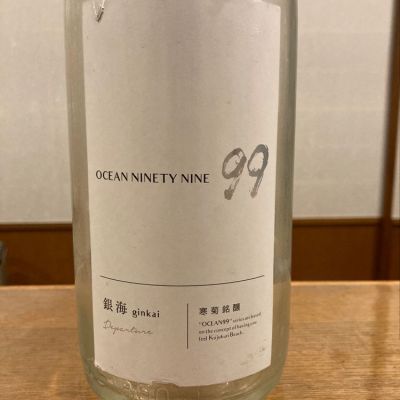 OCEAN NINETY NINE 99
銀海 ginkai
Departure
寒菊銘醸
"OCEAN99" series are based
on the concept of having you
feel Kujukuri Beach.